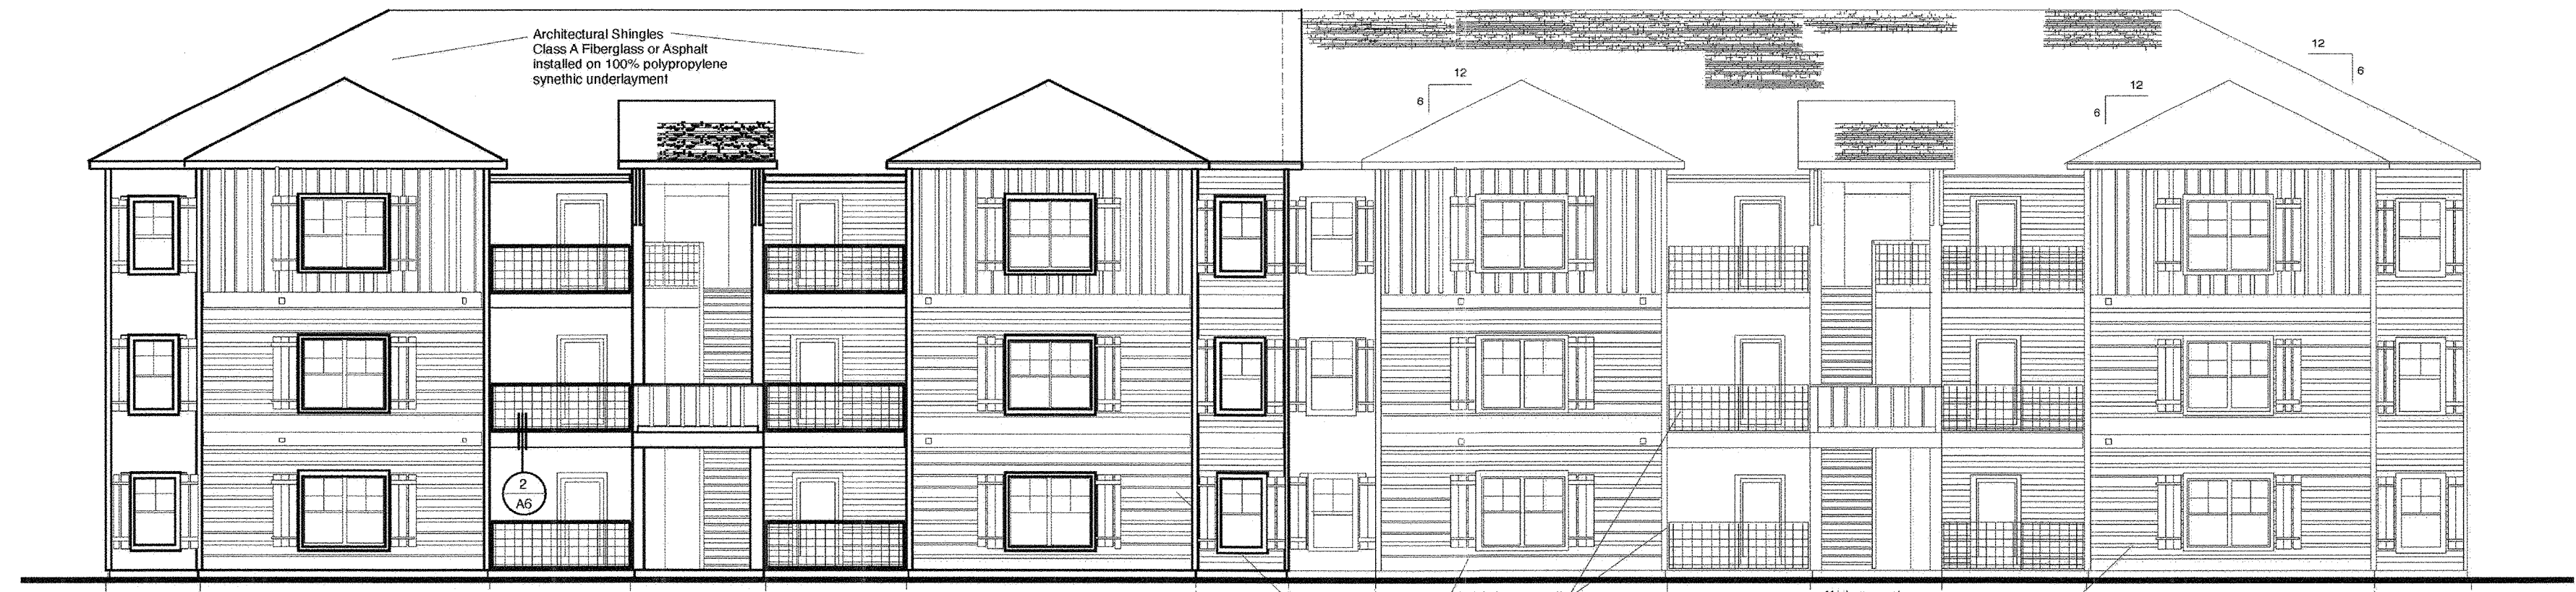 Architectural Shingles
Class A Fiberglass or Asphalt
installed on 100% polypropylene
synethic underlayment
12
6
12
6
12
6
2
A6